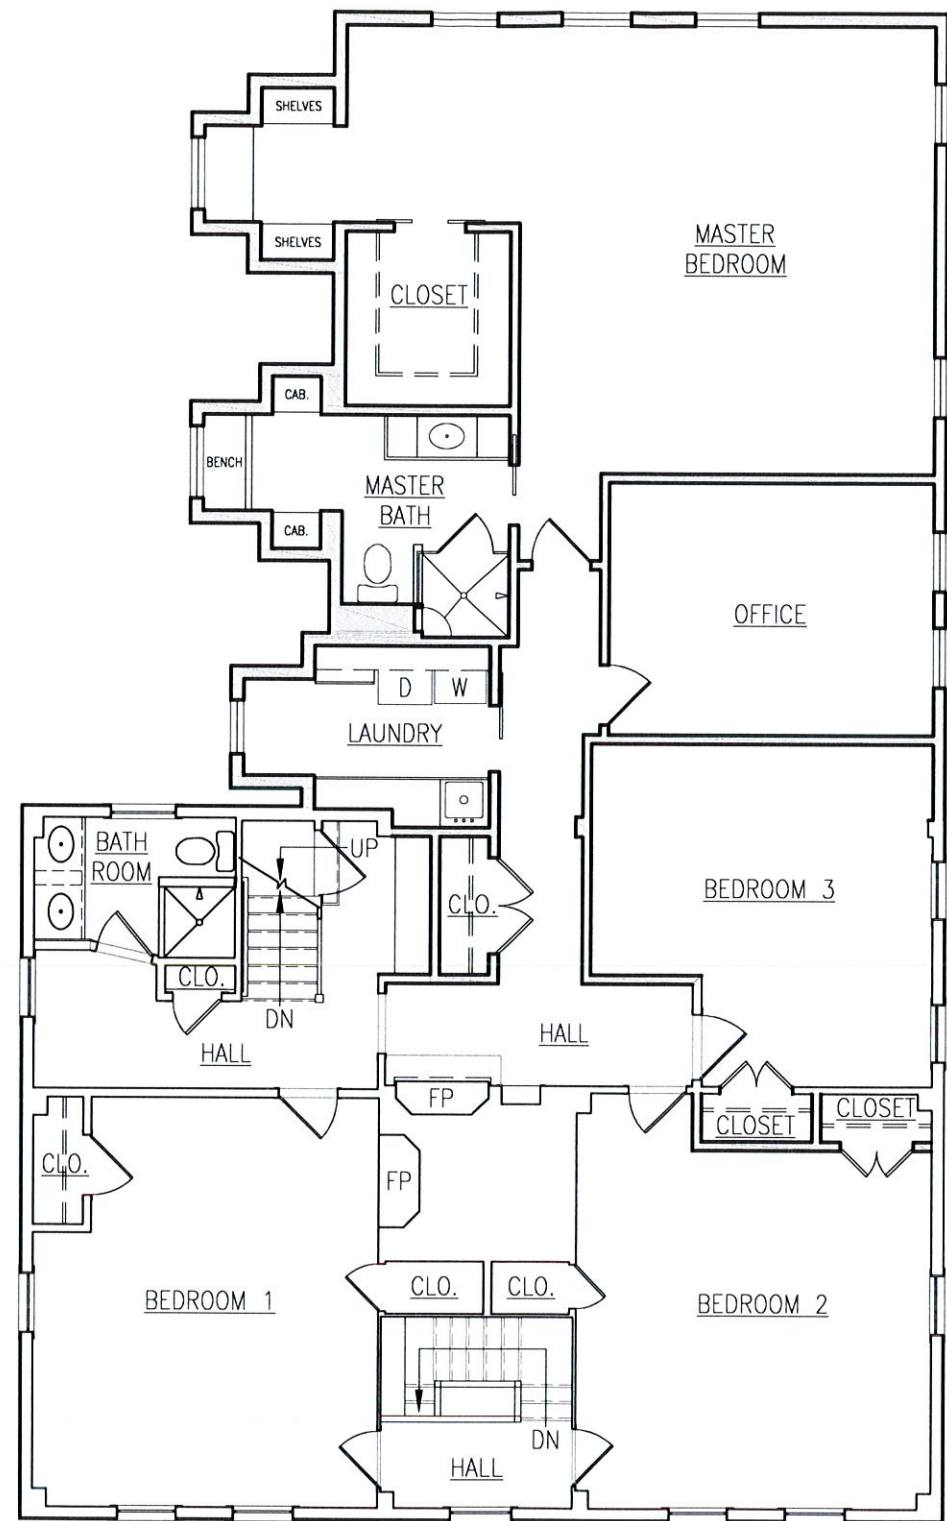 SHELVES
SHELVES
MASTER
BEDROOM
CLOSET
CAB.
BENCH
MASTER
BATH
CAB.
OFFICE
D
W
LAUNDRY
BATH
ROOM
UP
BEDROOM 3
CLO.
CLO.
DN
HALL
HALL
FP
CLOSET
CLOSET
CLO.
FP
CLO.
CLO.
BEDROOM 1
BEDROOM 2
DN
HALL